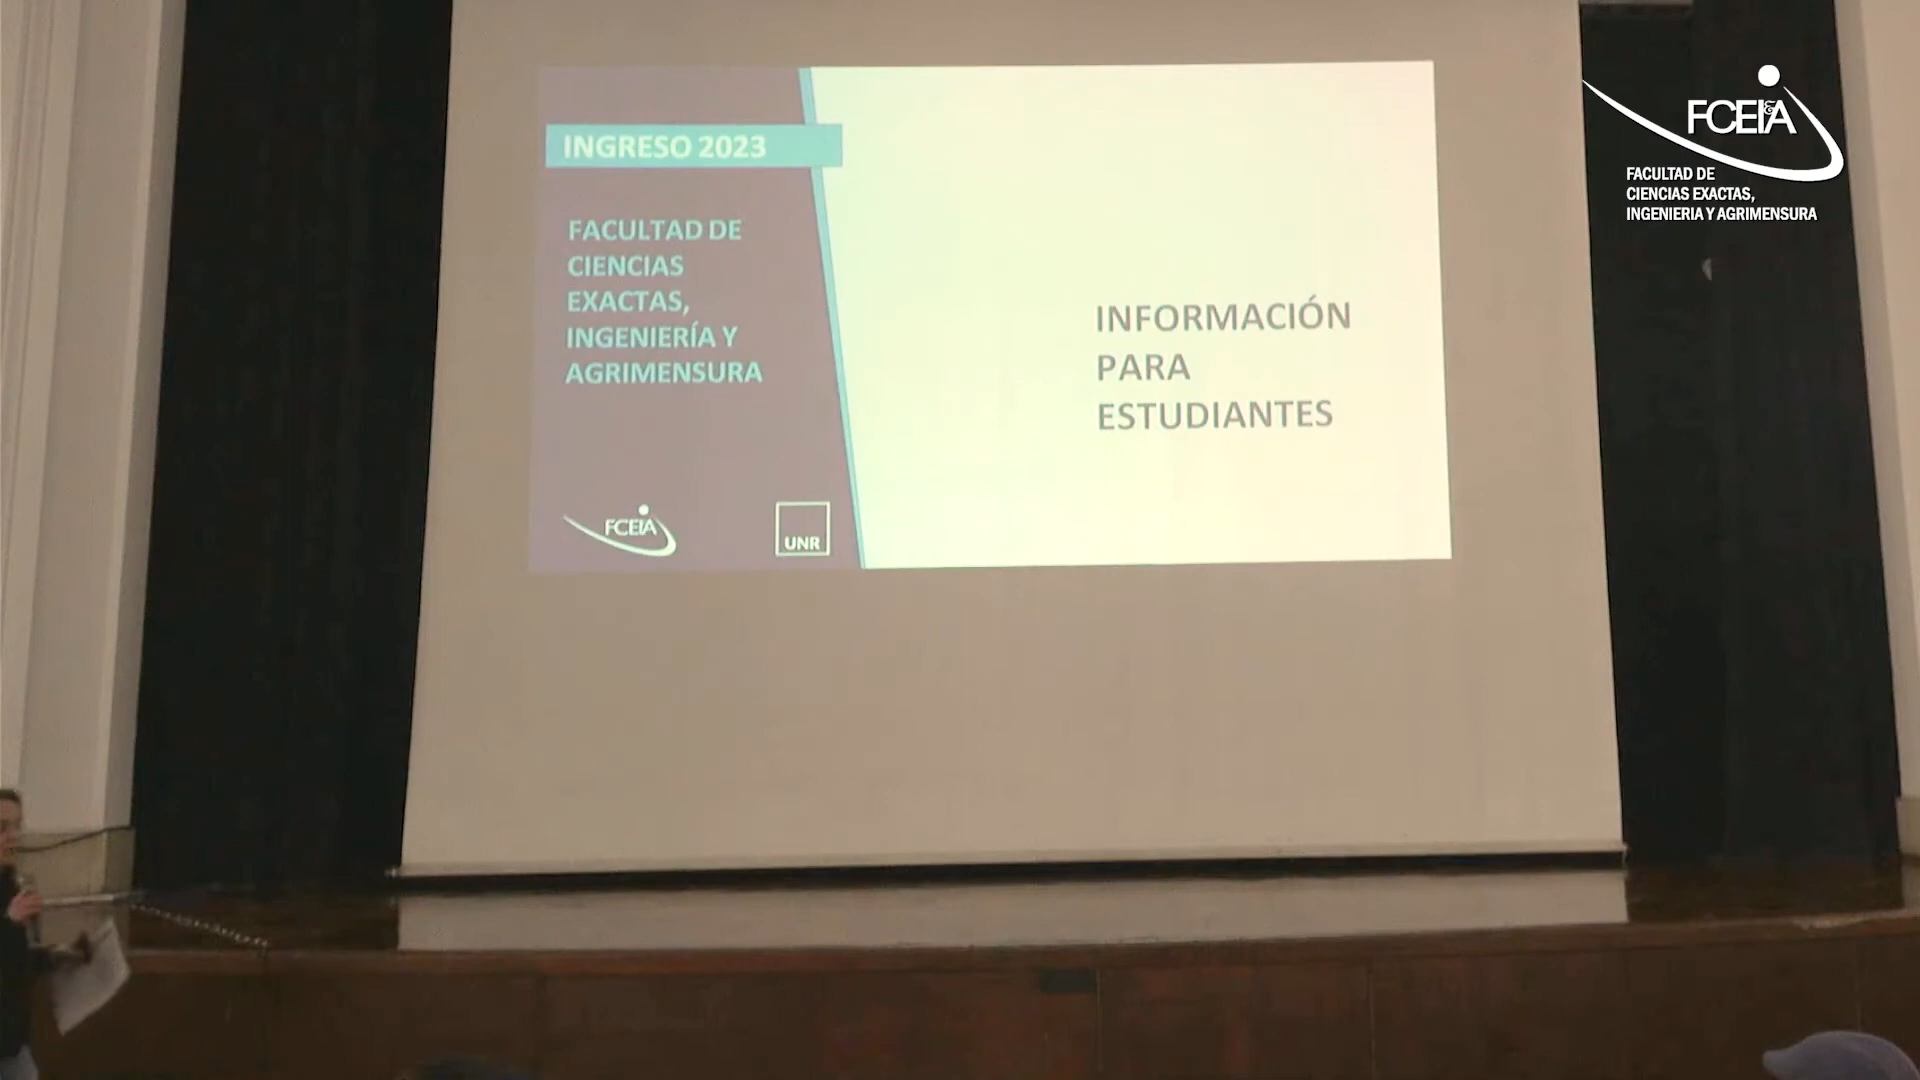 INGRESO 2023
FACULTAD DE
CIENCIAS
EXACTAS,
INGENIERÍA Y
AGRIMENSURA
FCEIA
UNR
INFORMACIÓN
PARA
ESTUDIANTES
FCEI&A
FACULTAD DE
CIENCIAS EXACTAS,
INGENIERIA Y AGRIMENSURA